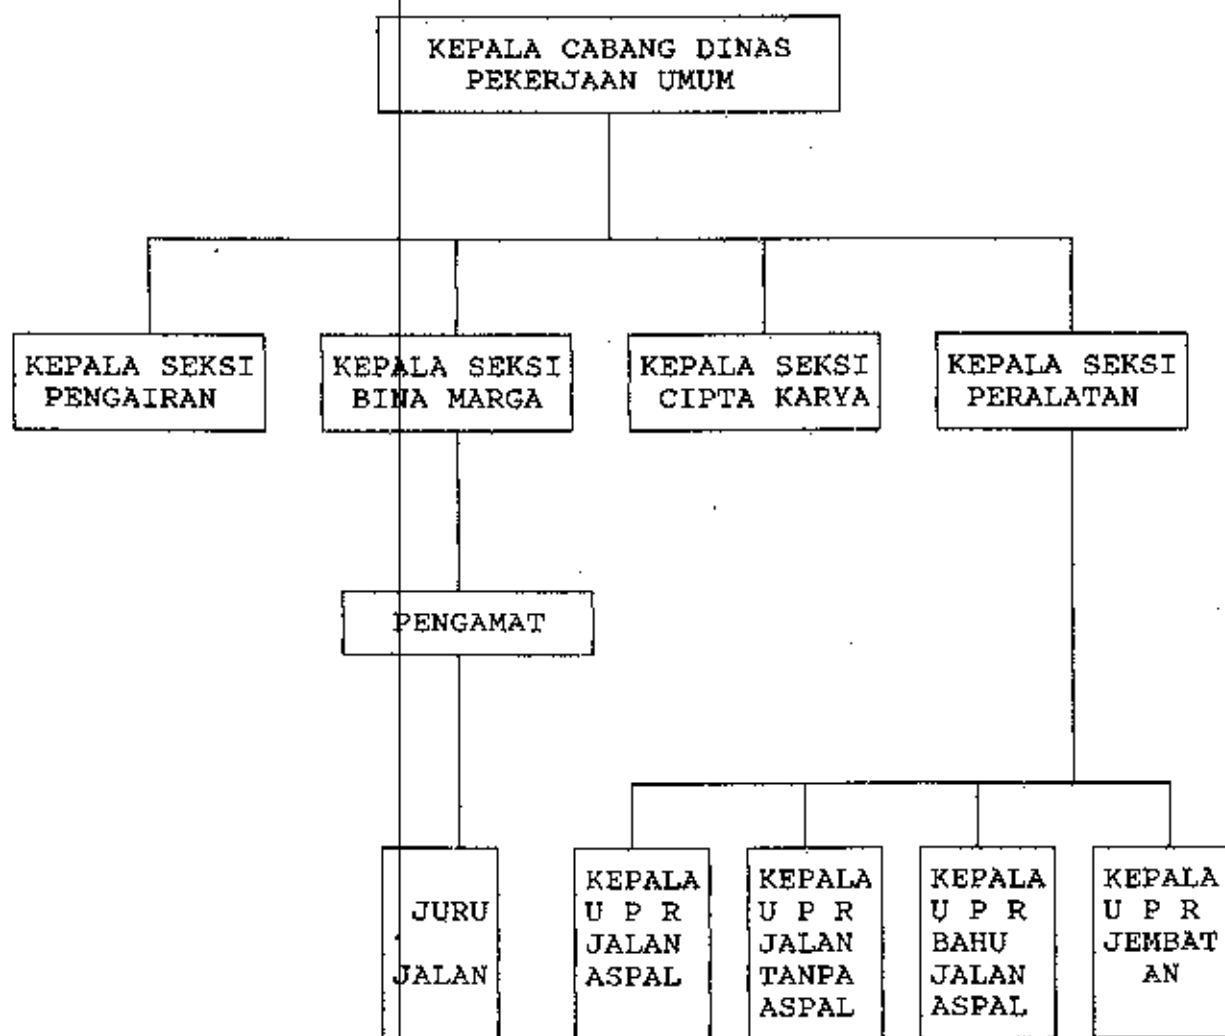 KEPALA CABANG DINAS
PEKERJAAN UMUM
KEPALA SEKSI
PENGAIRAN
KEPALA SEKSI
BINA MARGA
KEPALA SEKSI
CIPTA KARYA
KEPALA SEKSI
PERALATAN
PENGAMAT
JURU
JALAN
KEPALA
U P R
JALAN
ASPAL
KEPALA
U P R
JALAN
TANPA
ASPAL
KEPALA
U P R
BAHU
JALAN
ASPAL
KEPALA
U P R
JEMBAT
AN